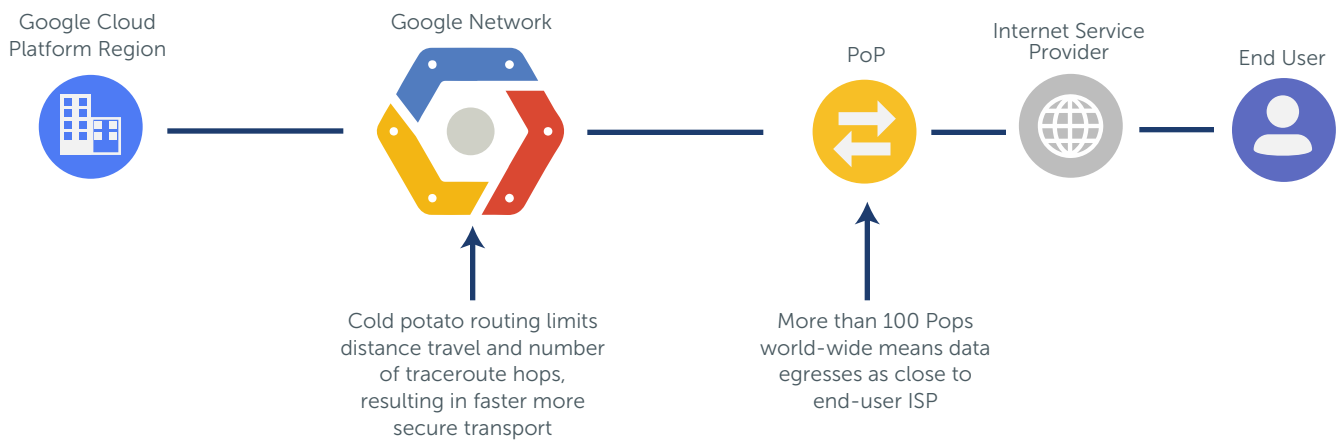 Google Cloud
Platform Region
Google Network
PoP
Internet Service
Provider
End User
Cold potato routing limits
distance travel and number
of traceroute hops,
resulting in faster more
secure transport
More than 100 Pops
world-wide means data
egresses as close to
end-user ISP